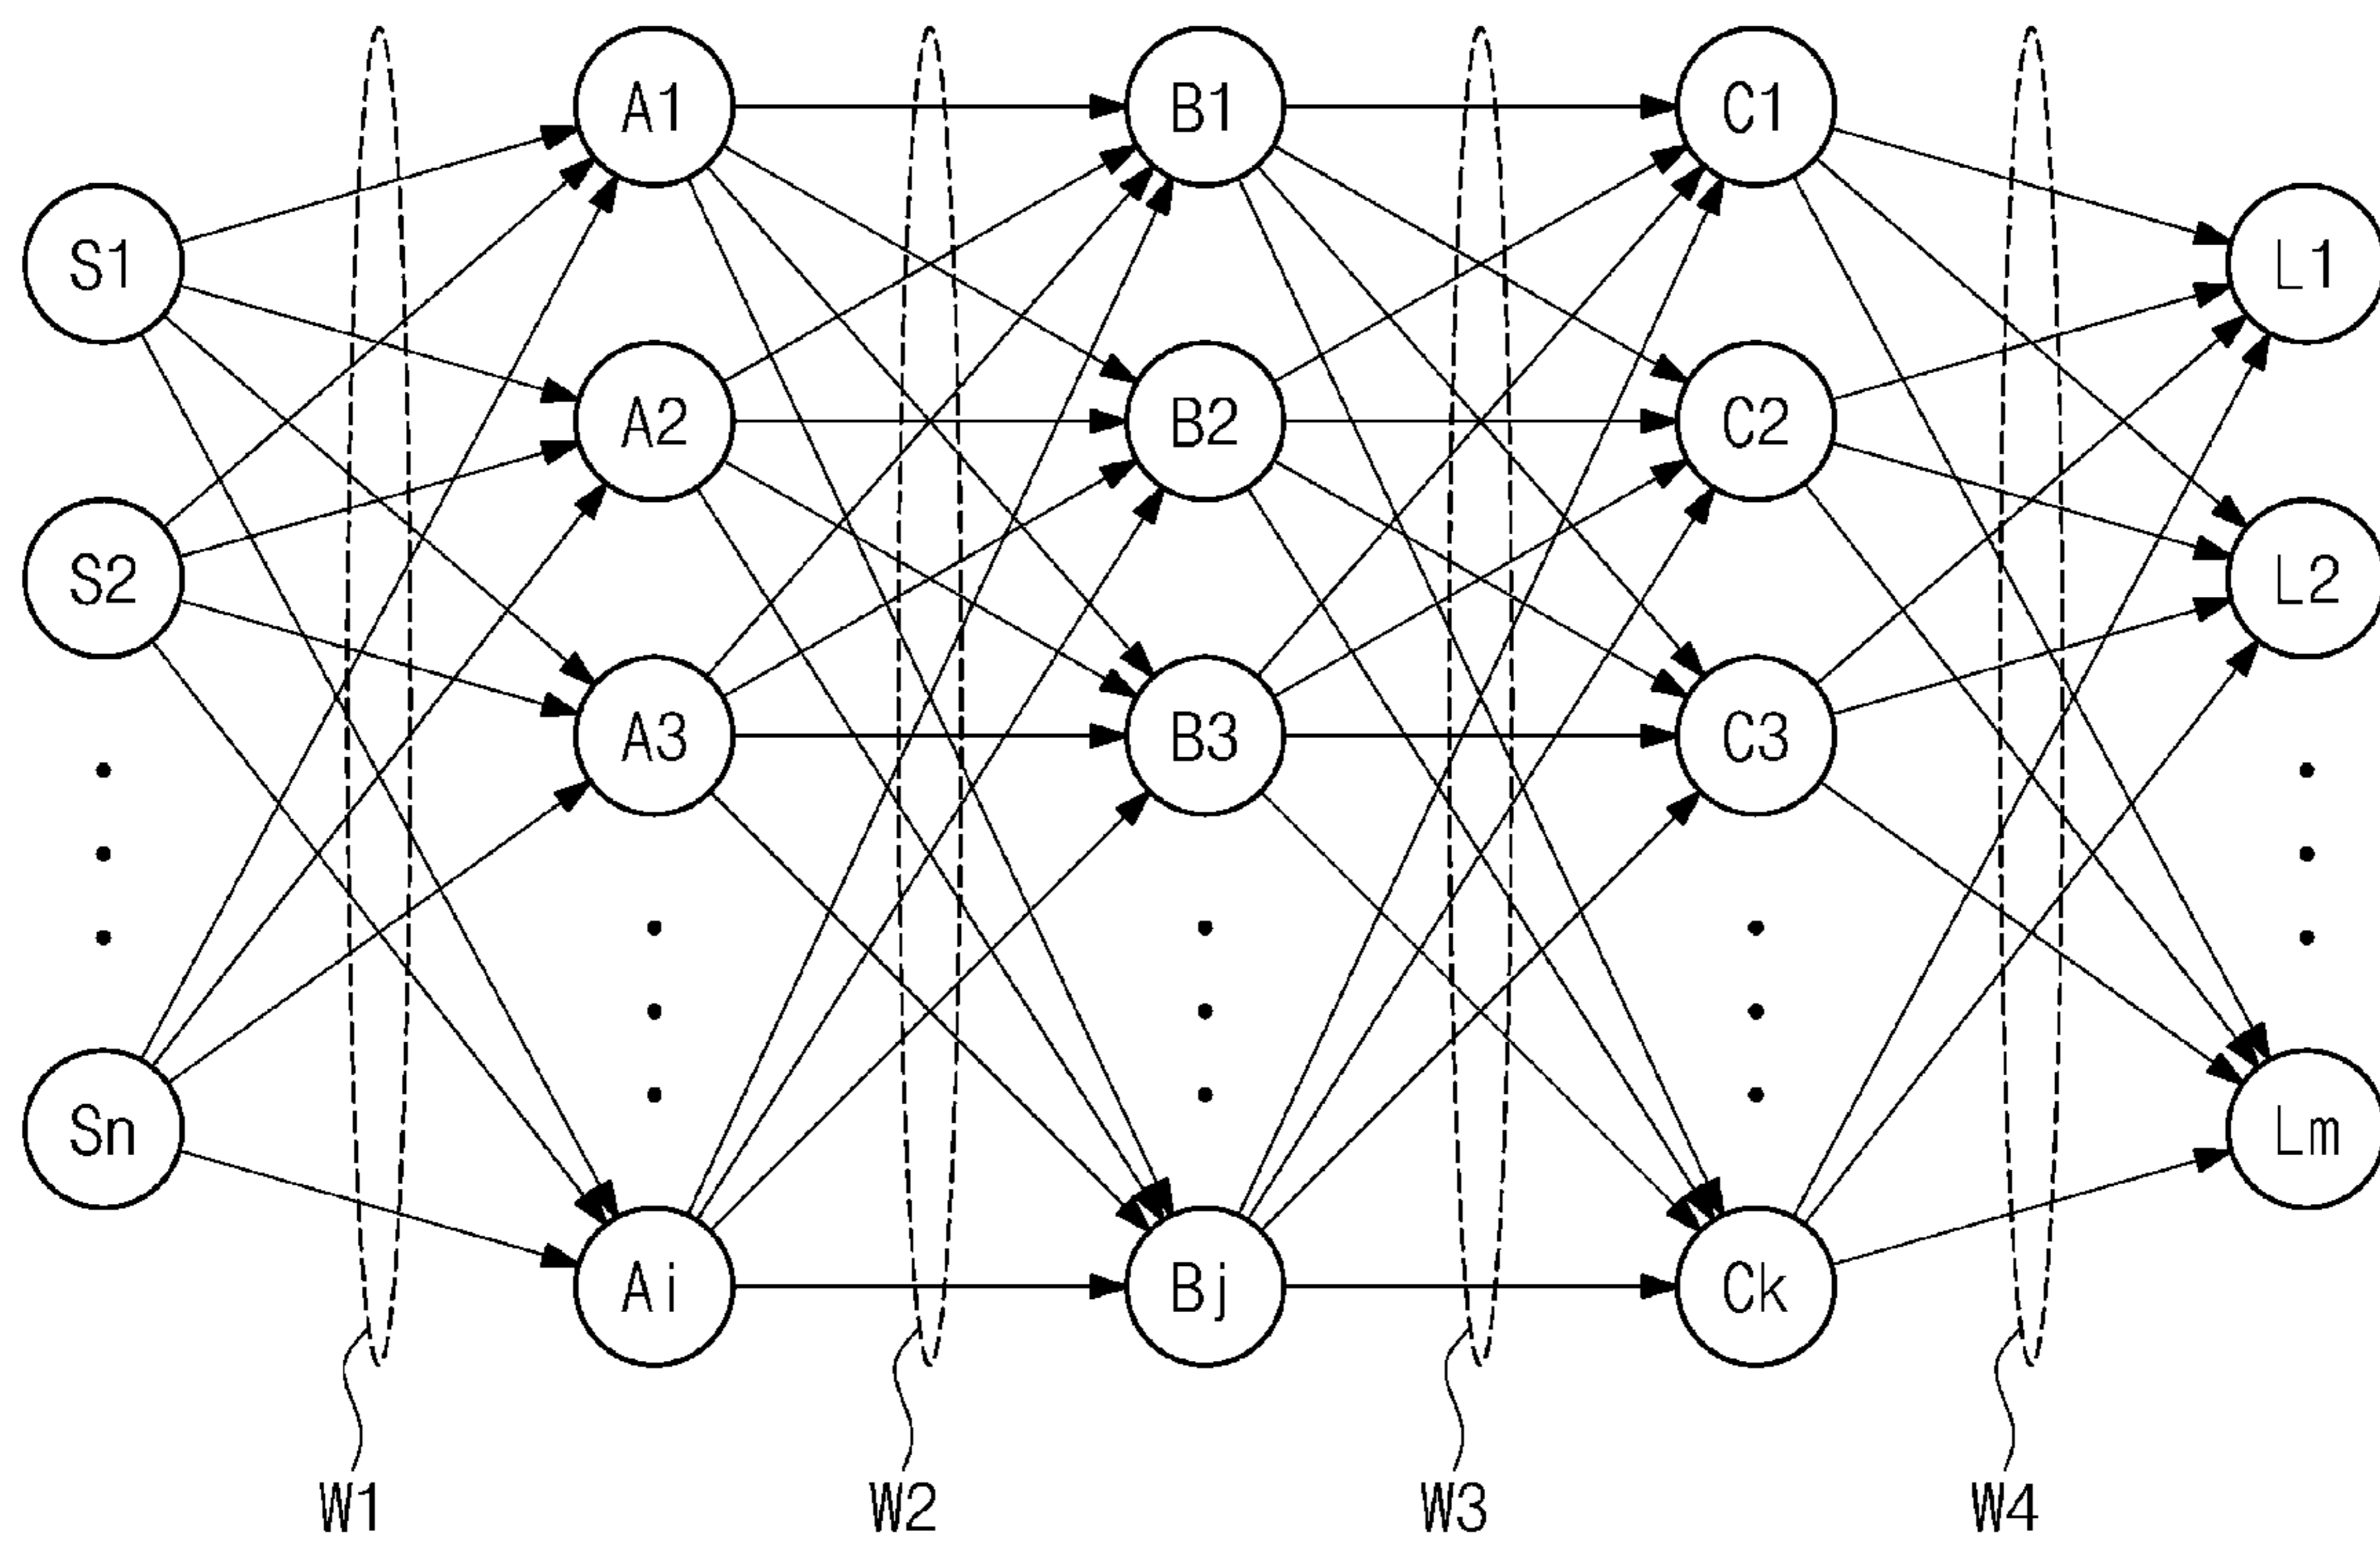 A1 B1 C1
S1 L1
A2 B2 C2
S2 L2
A3 B3 C3
Sn Lm
Ai Bj Ck
W1 W2 W3 W4